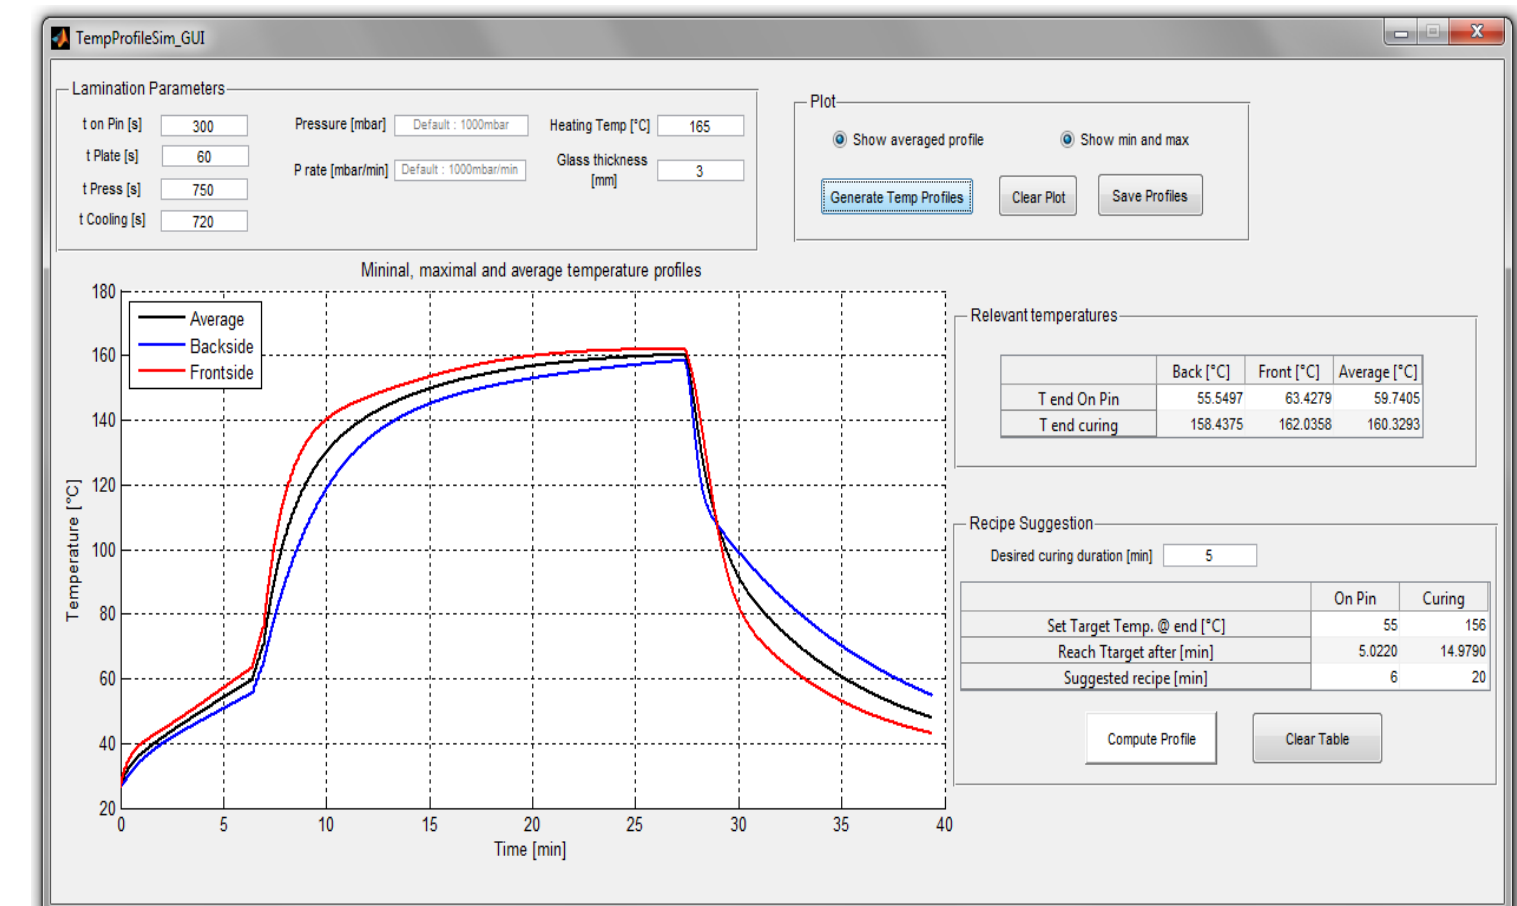 TempProfileSim_GUI
Lamination Parameters
t on Pin [s] 300
t Plate [s] 60
t Press [s] 750
t Cooling [s] 720
Pressure [mbar] Default : 1000mbar
P rate [mbar/min] Default : 1000mbar/min
Heating Temp [°C] 165
Glass thickness
[mm] 3
Plot
Show averaged profile Show min and max
Generate Temp Profiles Clear Plot Save Profiles
Mininal, maximal and average temperature profiles
Average
Backside
Frontside
180
160
140
120
100
80
60
40
20
Temperature [°C]
0 5 10 15 20 25 30 35 40
Time [min]
Relevant temperatures
Back [°C] Front [°C] Average [°C]
T end On Pin 55.5497 63.4279 59.7405
T end curing 158.4375 162.0358 160.3293
Recipe Suggestion
Desired curing duration [min] 5
On Pin Curing
Set Target Temp. @ end [°C] 55 156
Reach Ttarget after [min] 5.0220 14.9790
Suggested recipe [min] 6 20
Compute Profile Clear Table